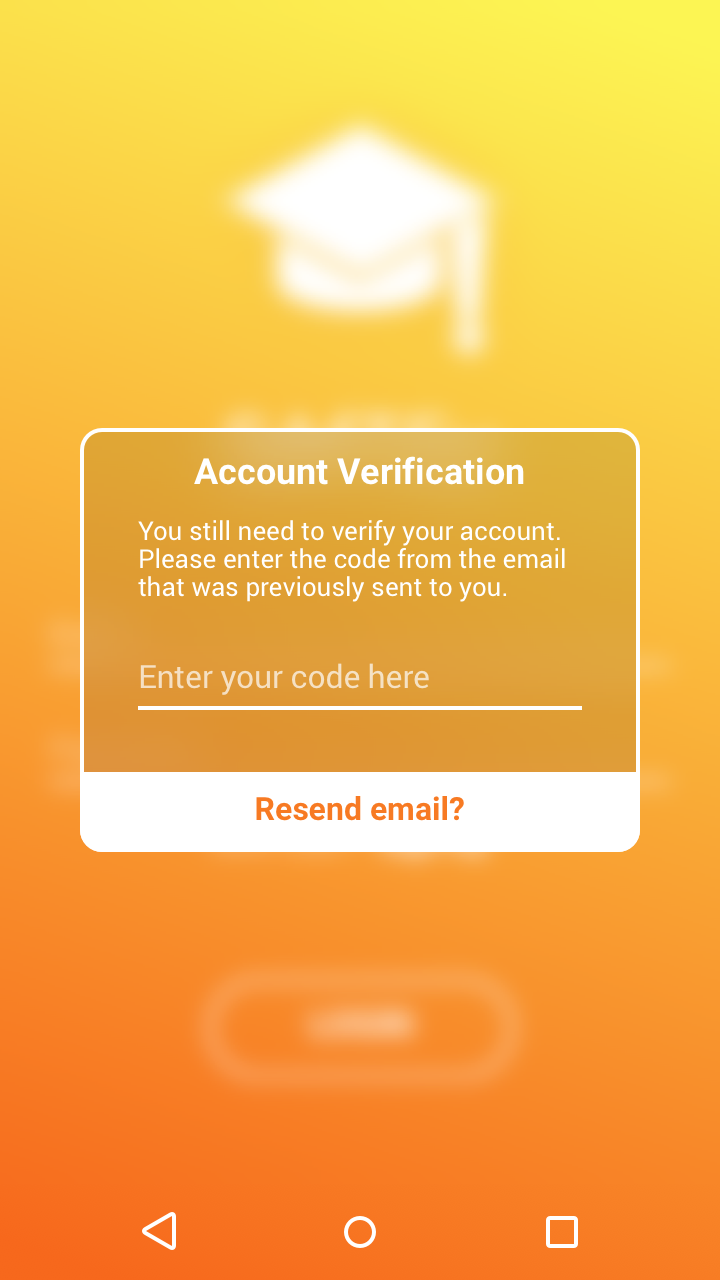 Account Verification
You still need to verify your account.
Please enter the code from the email
that was previously sent to you.
Enter your code here
Resend email?